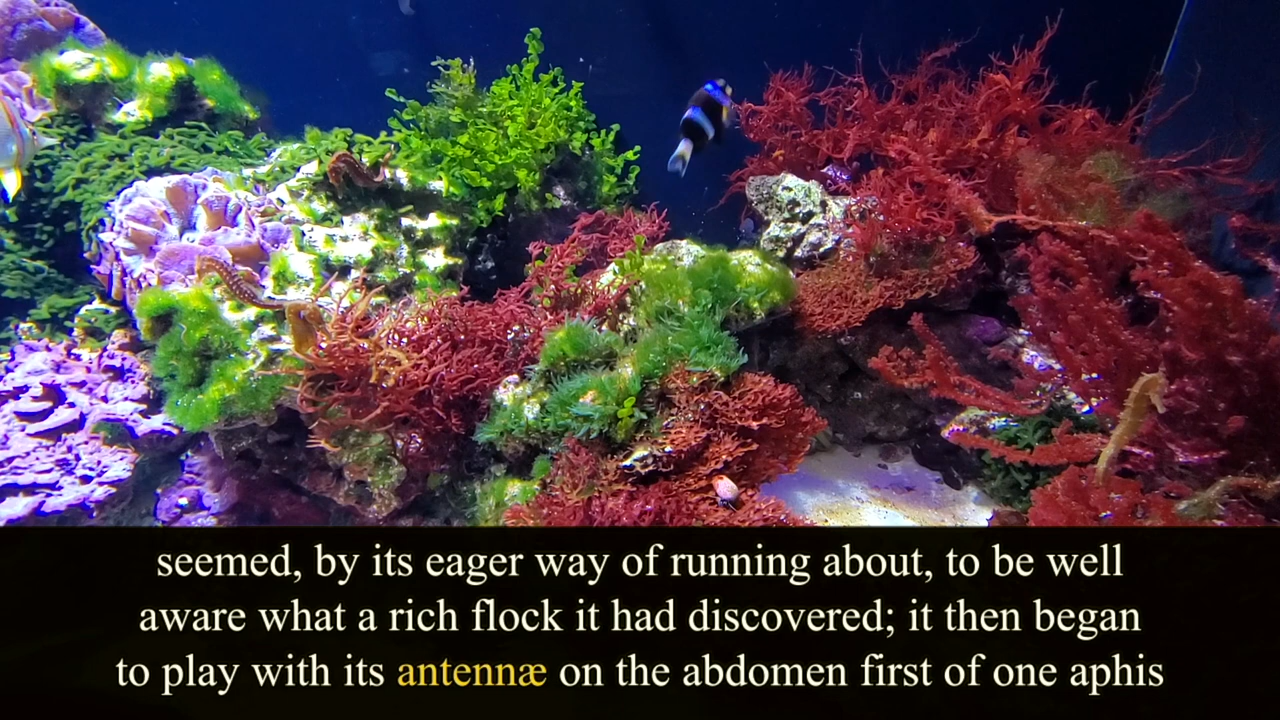 seemed, by its eager way of running about, to be well
aware what a rich flock it had discovered; it then began
to play with its antennæ on the abdomen first of one aphis